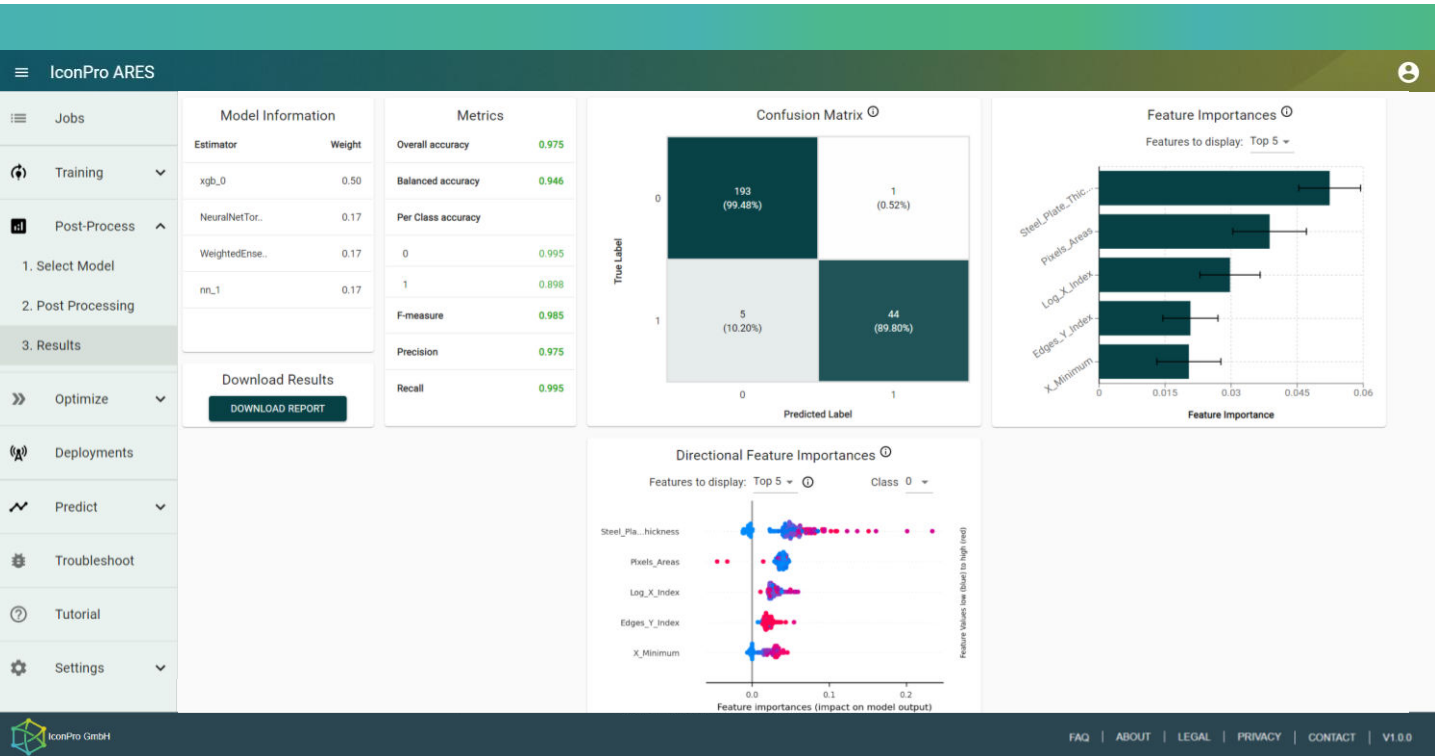 IconPro ARES
Jobs
Training
Post-Process
1. Select Model
2. Post Processing
3. Results
Optimize
Deployments
Predict
Troubleshoot
Tutorial
Settings
Model Information
Estimator Weight
xgb_0 0.50
NeuralNetTor.. 0.17
WeightedEnse.. 0.17
nn_1 0.17
Download Results
DOWNLOAD REPORT
Metrics
Overall accuracy 0.975
Balanced accuracy 0.946
Per Class accuracy
0 0.995
1 0.898
F-measure 0.985
Precision 0.975
Recall 0.995
Confusion Matrix
True Label
0
193
(99.48%)
1
(0.52%)
1
5
(10.20%)
44
(89.80%)
0 1
Predicted Label
Feature Importances
Features to display: Top 5
Steel_Plate_Thic...
Pixels_Areas
Log_X_Index
Edges_Y_Index
X_Minimum
0 0.015 0.03 0.045 0.06
Feature Importance
Directional Feature Importances
Features to display: Top 5 Class 0
Steel_Pla...hickness
Pixels_Areas
Log_X_Index
Edges_Y_Index
X_Minimum
0.0 0.1 0.2
Feature importances (impact on model output)
Feature Values low (blue) to high (red)
IconPro GmbH
FAQ | ABOUT | LEGAL | PRIVACY | CONTACT | V1.0.0